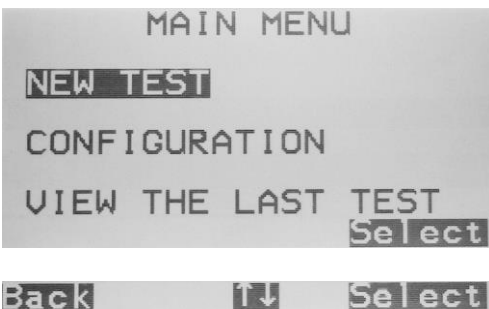 MAIN MENU
NEW TEST
CONFIGURATION
VIEW THE LAST TEST
Select
Back ↑↓ Select